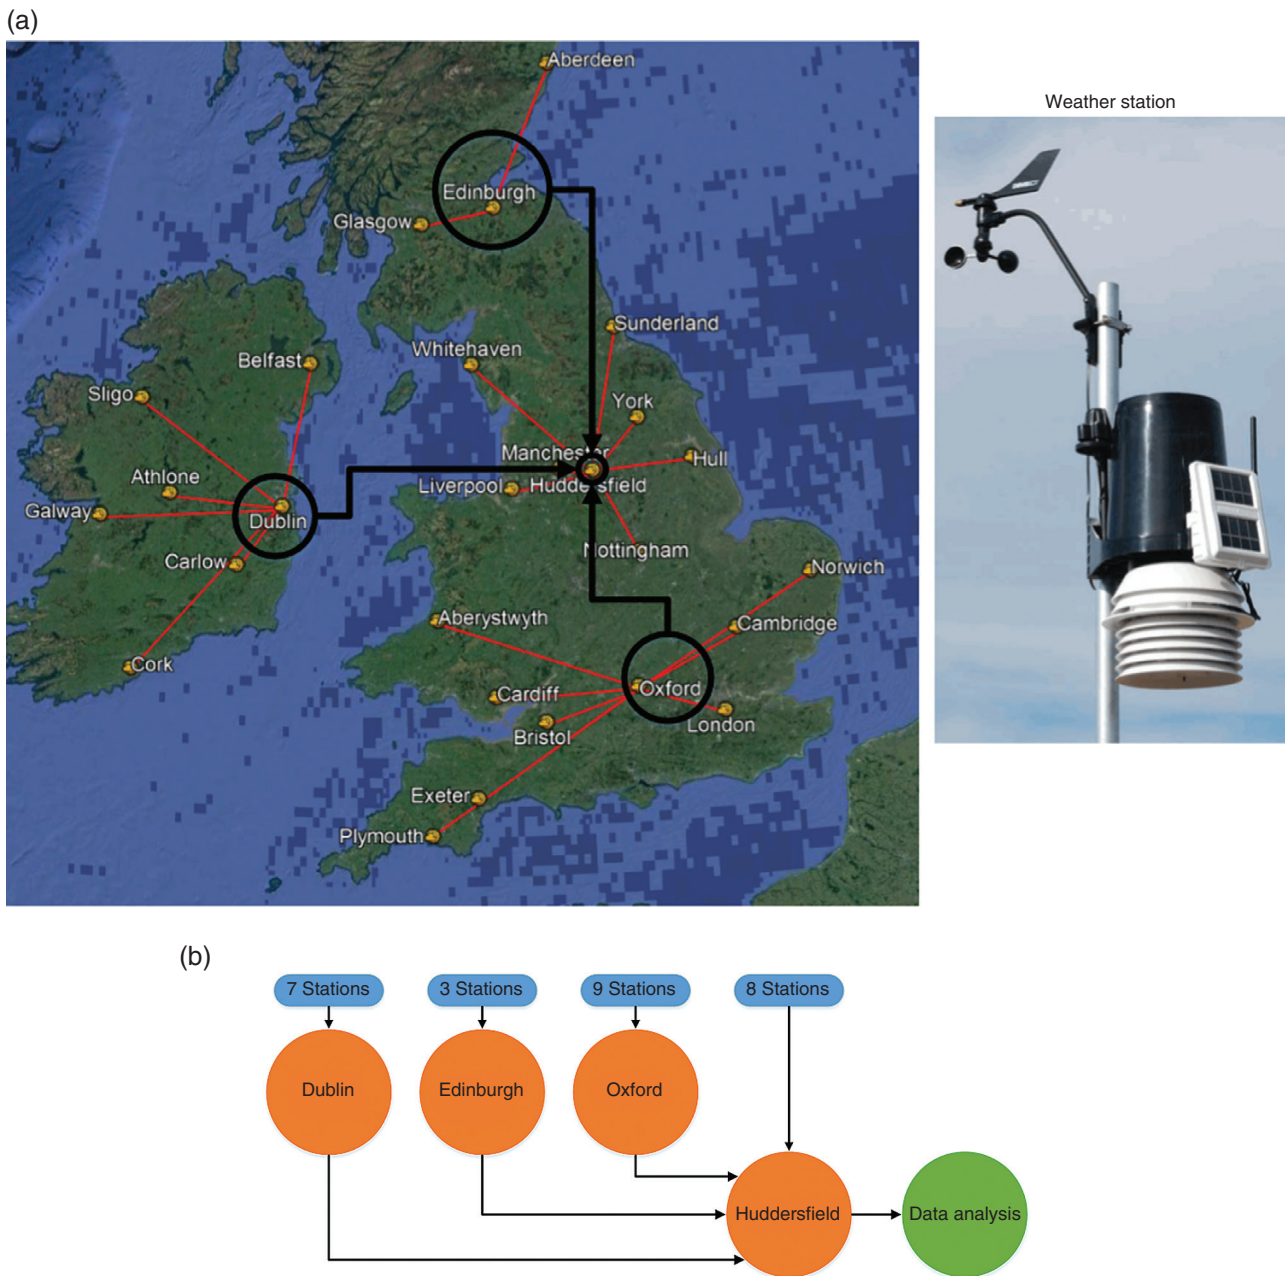 (a)
Aberdeen
Edinburgh
Glasgow
Sunderland
Whitehaven
Belfast
Sligo
York
Manchester
Hull
Athlone
Liverpool
Huddersfield
Galway
Dublin
Nottingham
Carlow
Norwich
Aberystwyth
Cambridge
Cork
Cardiff
Oxford
London
Bristol
Exeter
Plymouth
Weather station
(b)
7 Stations
3 Stations
9 Stations
8 Stations
Dublin
Edinburgh
Oxford
Huddersfield
Data analysis